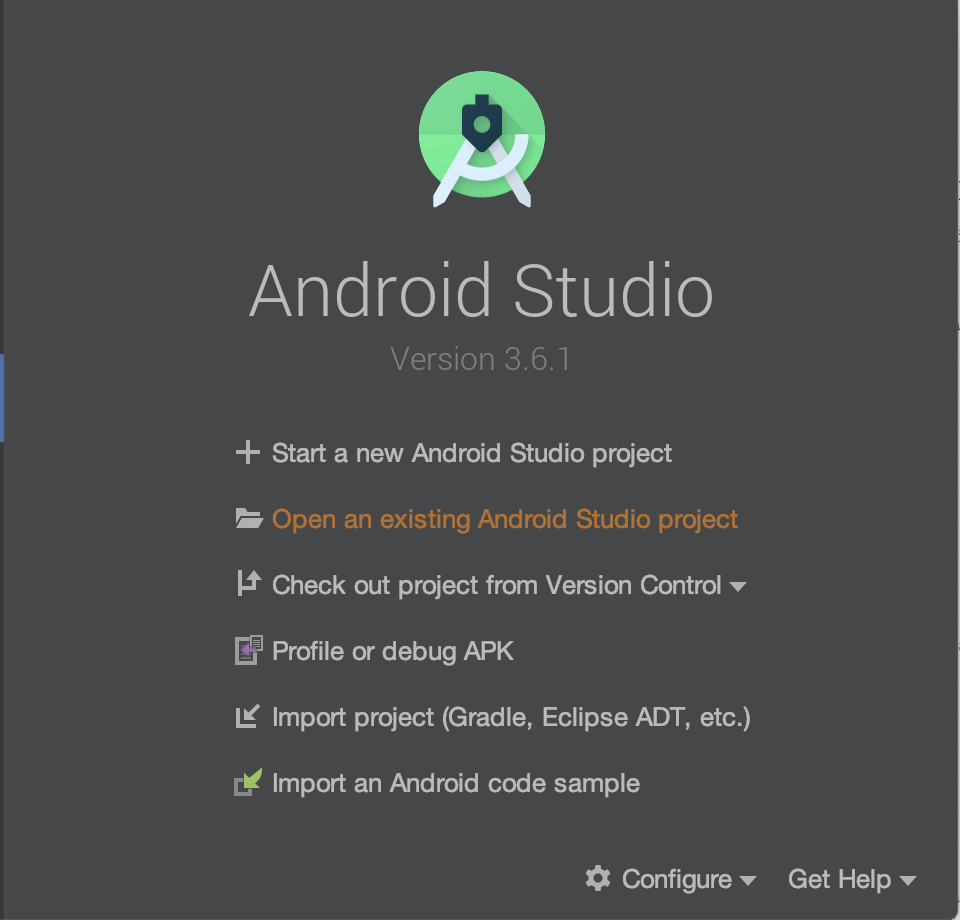 Android Studio
Version 3.6.1
Start a new Android Studio project
Open an existing Android Studio project
Check out project from Version Control
Profile or debug APK
Import project (Gradle, Eclipse ADT, etc.)
Import an Android code sample
Configure Get Help